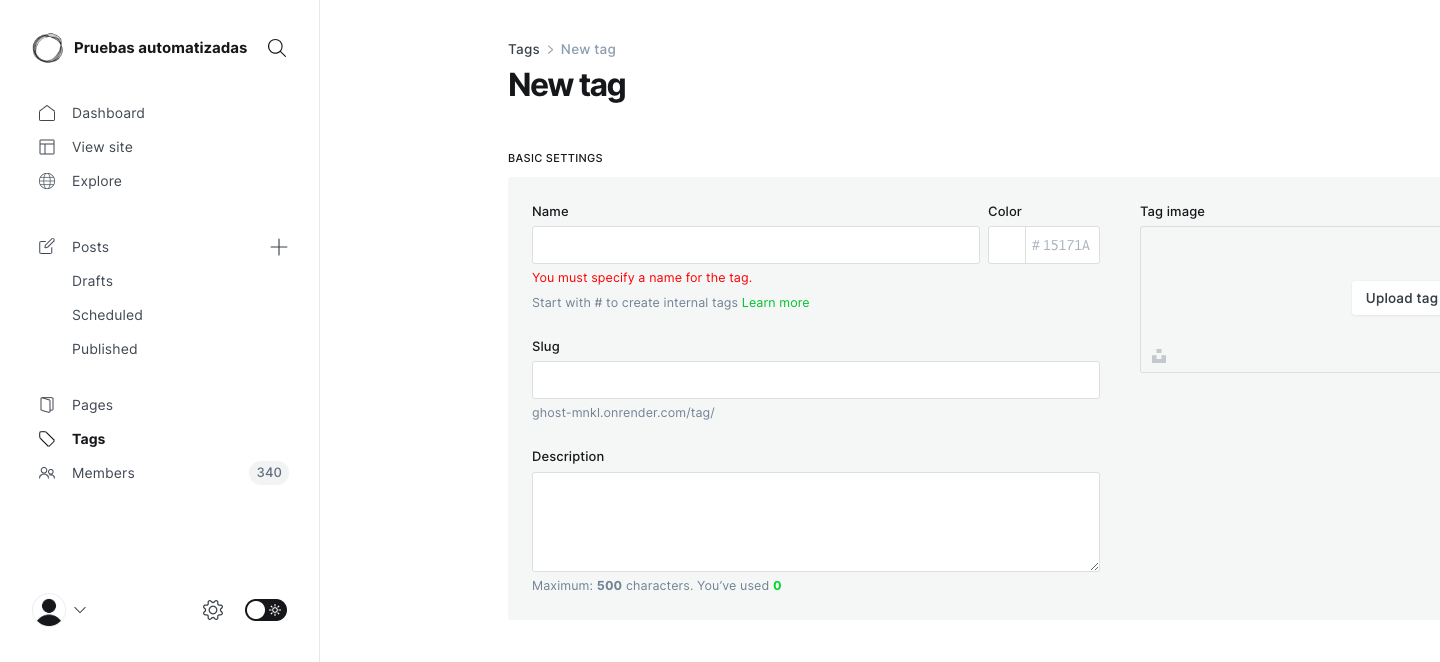 Pruebas automatizadas
Dashboard
View site
Explore
Posts
Drafts
Scheduled
Published
Pages
Tags
Members 340
Tags > New tag
New tag
BASIC SETTINGS
Name
You must specify a name for the tag.
Start with # to create internal tags Learn more
Color
# 15171A
Slug
ghost-mnkl.onrender.com/tag/
Description
Maximum: 500 characters. You’ve used 0
Tag image
Upload tag